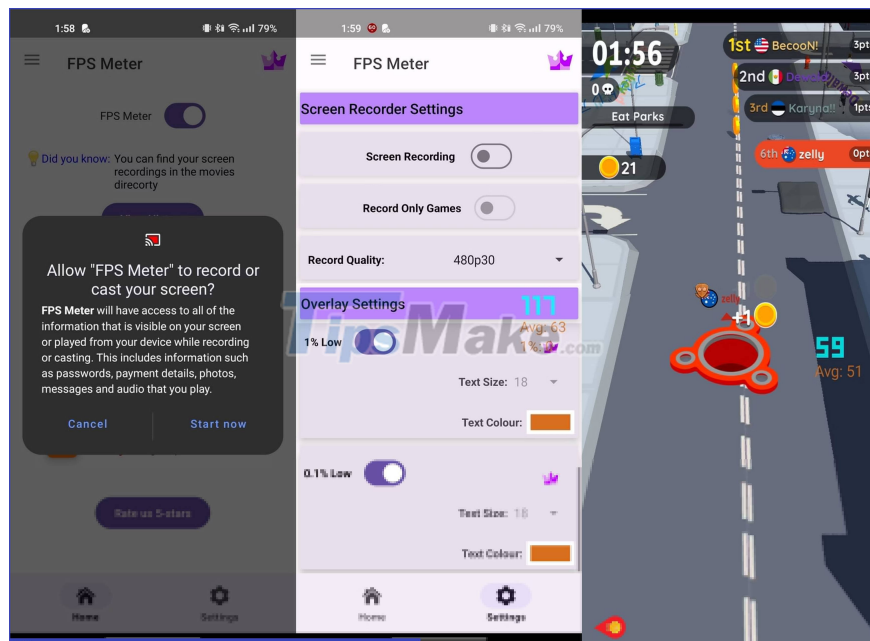 1:58
79%
FPS Meter
FPS Meter
Did you know: You can find your screen
recordings in the movies
direcorty
Allow "FPS Meter" to record or
cast your screen?
FPS Meter will have access to all of the
information that is visible on your screen
or played from your device while recording
or casting. This includes information such
as passwords, payment details, photos,
messages and audio that you play.
Cancel
Start now
Rate us 5-stars
Home
Settings
1:59
79%
FPS Meter
Screen Recorder Settings
Screen Recording
Record Only Games
Record Quality:
480p30
Overlay Settings
117
Avg: 63
1% Low
1%:
TipsMake.com
Text Size: 18
Text Colour:
0.1% Low
Text Size: 18
Text Colour:
Home
Settings
01:56
0
Eat Parks
21
1st BecooN! 3pt
2nd 3pt
3rd Karyna!! 1pts
6th zelly 0pt
zelly
+1
59
Avg: 51